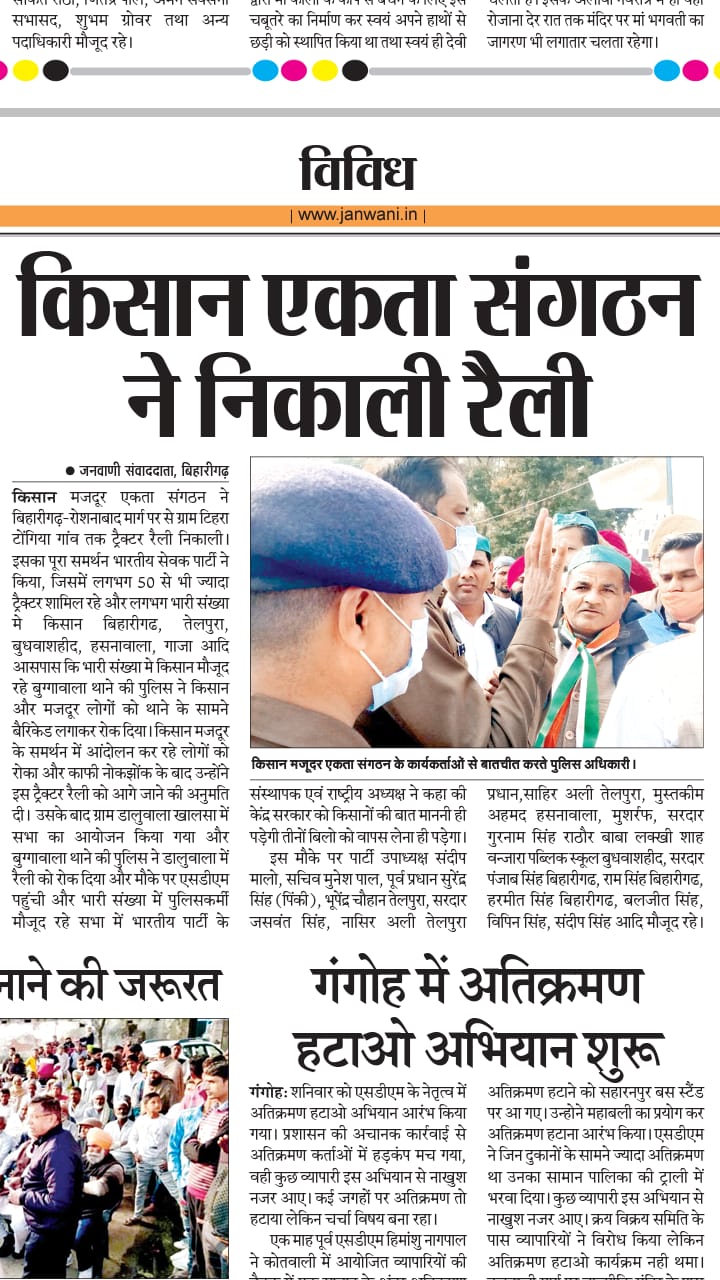 सभासद, शुभम ग्रोवर तथा अन्य
पदाधिकारी मौजूद रहे।
चबूतरे का निर्माण कर स्वयं अपने हाथों से
छड़ी को स्थापित किया था तथा स्वयं ही देवी
रोजाना देर रात तक मंदिर पर मां भगवती का
जागरण भी लगातार चलता रहेगा।
विविध
| www.janwani.in |
किसान एकता संगठन
ने निकाली रैली
● जनवाणी संवाददाता, बिहारीगढ़
किसान मजदूर एकता संगठन ने
बिहारीगढ़-रोशनाबाद मार्ग पर से ग्राम टिहरा
टोंगिया गांव तक ट्रैक्टर रैली निकाली।
इसका पूरा समर्थन भारतीय सेवक पार्टी ने
किया, जिसमें लगभग 50 से भी ज्यादा
ट्रैक्टर शामिल रहे और लगभग भारी संख्या
मे किसान बिहारीगढ, तेलपुरा,
बुधवाशहीद, हसनावाला, गाजा आदि
आसपास कि भारी संख्या मे किसान मौजूद
रहे बुग्गावाला थाने की पुलिस ने किसान
और मजदूर लोगों को थाने के सामने
बैरिकेड लगाकर रोक दिया। किसान मजदूर
के समर्थन में आंदोलन कर रहे लोगों को
रोका और काफी नोकझोंक के बाद उन्होंने
इस ट्रैक्टर रैली को आगे जाने की अनुमति
दी। उसके बाद ग्राम डालुवाला खालसा में
सभा का आयोजन किया गया और
बुग्गावाला थाने की पुलिस ने डालुवाला में
रैली को रोक दिया और मौके पर एसडीएम
पहुंची और भारी संख्या में पुलिसकर्मी
मौजूद रहे सभा में भारतीय पार्टी के
किसान मजूदर एकता संगठन के कार्यकर्ताओं से बातचीत करते पुलिस अधिकारी।
संस्थापक एवं राष्ट्रीय अध्यक्ष ने कहा की
केंद्र सरकार को किसानों की बात माननी ही
पड़ेगी तीनों बिलो को वापस लेना ही पड़ेगा।
इस मौके पर पार्टी उपाध्यक्ष संदीप
मालो, सचिव मुनेश पाल, पूर्व प्रधान सुरेंद्र
सिंह (पिंकी), भूपेंद्र चौहान तेलपुरा, सरदार
जसवंत सिंह, नासिर अली तेलपुरा
प्रधान,साहिर अली तेलपुरा, मुस्तकीम
अहमद हसनावाला, मुशर्रफ, सरदार
गुरनाम सिंह राठौर बाबा लक्खी शाह
वन्जारा पब्लिक स्कूल बुधवाशहीद, सरदार
पंजाब सिंह बिहारीगढ, राम सिंह बिहारीगढ,
हरमीत सिंह बिहारीगढ, बलजीत सिंह,
विपिन सिंह, संदीप सिंह आदि मौजूद रहे।
नाने की जरूरत
गंगोह में अतिक्रमण
हटाओ अभियान शुरू
गंगोह: शनिवार को एसडीएम के नेतृत्व में
अतिक्रमण हटाओ अभियान आरंभ किया
गया। प्रशासन की अचानक कार्रवाई से
अतिक्रमण कर्ताओं में हड़कंप मच गया,
वही कुछ व्यापारी इस अभियान से नाखुश
नजर आए। कई जगहों पर अतिक्रमण तो
हटाया लेकिन चर्चा विषय बना रहा।
एक माह पूर्व एसडीएम हिमांशु नागपाल
ने कोतवाली में आयोजित व्यापारियों की
अतिक्रमण हटाने को सहारनपुर बस स्टैंड
पर आ गए। उन्होने महाबली का प्रयोग कर
अतिक्रमण हटाना आरंभ किया। एसडीएम
ने जिन दुकानों के सामने ज्यादा अतिक्रमण
था उनका सामान पालिका की ट्राली में
भरवा दिया। कुछ व्यापारी इस अभियान से
नाखुश नजर आए। क्रय विक्रय समिति के
पास व्यापारियों ने विरोध किया लेकिन
अतिक्रमण हटाओ कार्यक्रम नही थमा।